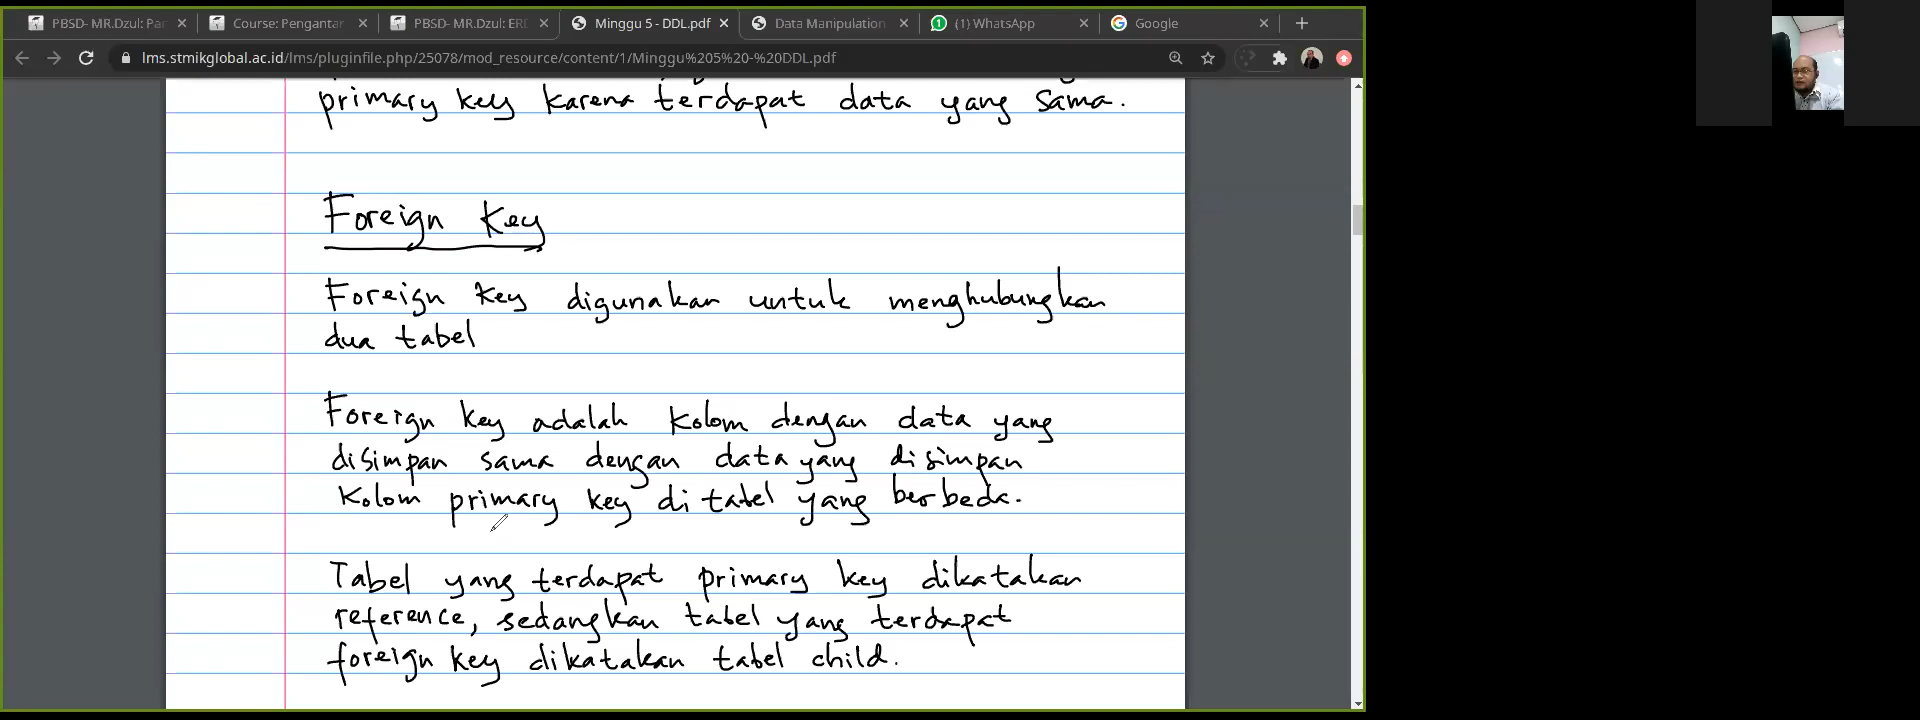 PBSD- MR.Dzul: Par
Course: Pengantar
PBSD- MR.Dzul: ERD
Minggu 5 - DDL.pdf
Data Manipulation
(1) WhatsApp
Google
lms.stmikglobal.ac.id/lms/pluginfile.php/25078/mod_resource/content/1/Minggu%205%20-%20DDL.pdf
primary key karena terdapat data yang sama.
Foreign Key
Foreign Key digunakan untuk menghubungkan
dua tabel
Foreign key adalah kolom dengan data yang
disimpan sama dengan data yang disimpan
kolom primary key di tabel yang berbeda.
Tabel yang terdapat primary key dikatakan
reference, sedangkan tabel yang terdapat
foreign key dikatakan tabel child.